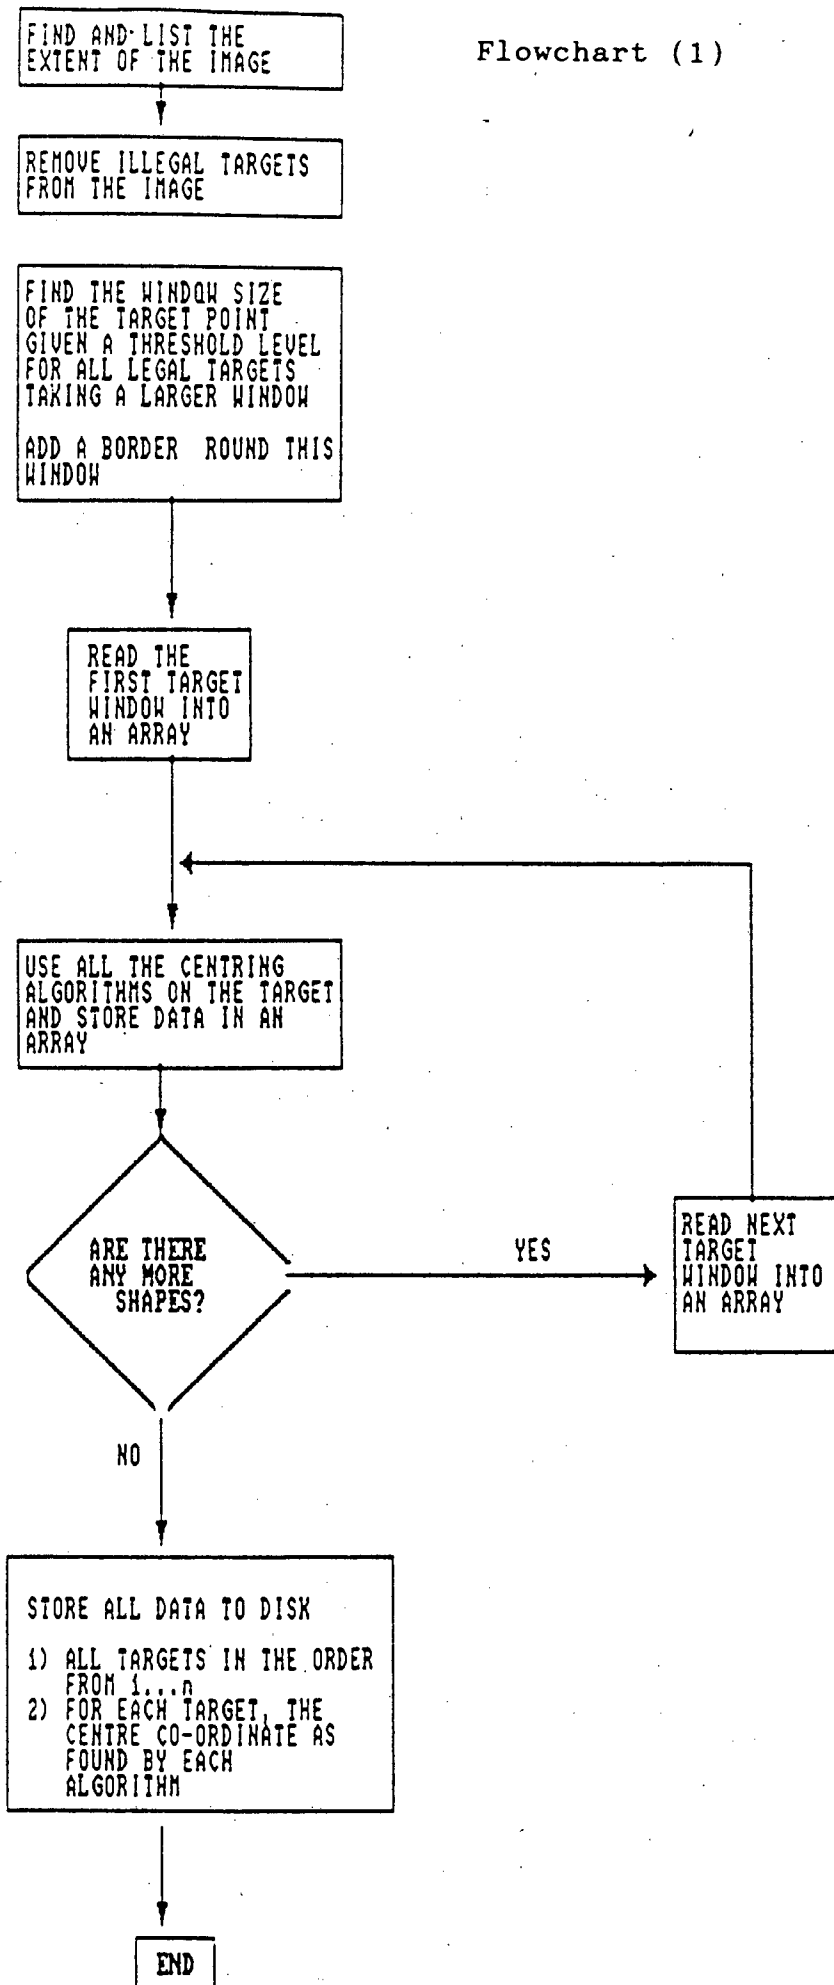 Flowchart (1)
FIND AND LIST THE
EXTENT OF THE IMAGE
REMOVE ILLEGAL TARGETS
FROM THE IMAGE
FIND THE WINDOW SIZE
OF THE TARGET POINT
GIVEN A THRESHOLD LEVEL
FOR ALL LEGAL TARGETS
TAKING A LARGER WINDOW
ADD A BORDER ROUND THIS
WINDOW
READ THE
FIRST TARGET
WINDOW INTO
AN ARRAY
USE ALL THE CENTRING
ALGORITHMS ON THE TARGET
AND STORE DATA IN AN
ARRAY
ARE THERE
ANY MORE
SHAPES?
YES
READ NEXT
TARGET
WINDOW INTO
AN ARRAY
NO
STORE ALL DATA TO DISK
1) ALL TARGETS IN THE ORDER
FROM 1...n
2) FOR EACH TARGET, THE
CENTRE CO-ORDINATE AS
FOUND BY EACH
ALGORITHM
END